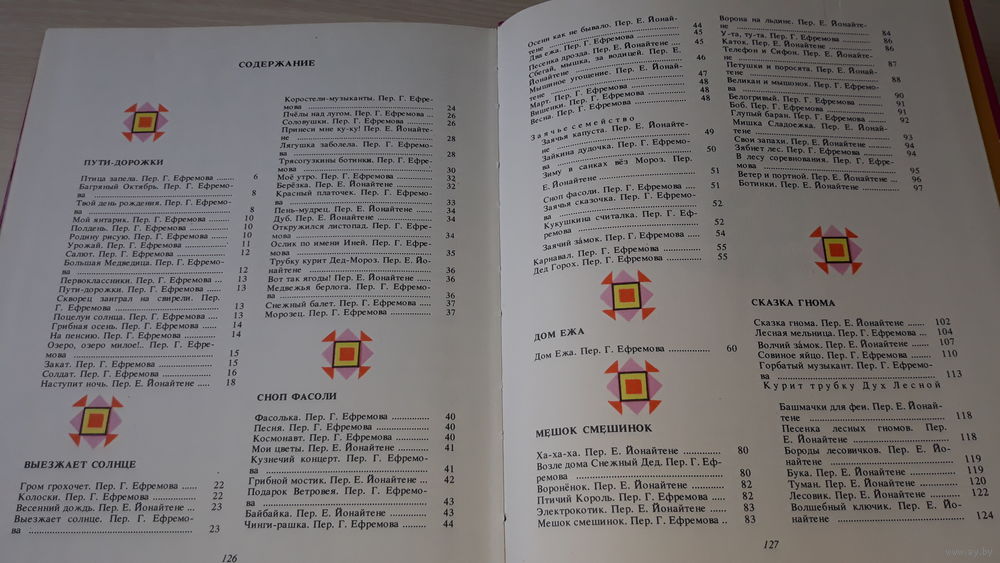 СОДЕРЖАНИЕ
ПУТИ-ДОРОЖКИ
Птица запела. Пер. Г. Ефремова ..... 6
Багряный Октябрь. Пер. Г. Ефремо-
ва ..... 8
Твой день рождения. Пер. Г. Ефремо-
ва ..... 8
Мой янтарик. Пер. Г. Ефремова ..... 10
Полдень. Пер. Г. Ефремова ..... 10
Родину рисую. Пер. Г. Ефремова ..... 10
Урожай. Пер. Г. Ефремова ..... 11
Салют. Пер. Г. Ефремова ..... 12
Большая Медведица. Пер. Г. Ефремо-
ва ..... 12
Первоклассники. Пер. Г. Ефремова ... 13
Пути-дорожки. Пер. Г. Ефремова ..... 13
Скворец заиграл на свирели. Пер.
Г. Ефремова ..... 13
Поцелуи солнца. Пер. Г. Ефремова ... 13
Грибная осень. Пер. Г. Ефремова ..... 14
На пенсию. Пер. Г. Ефремова ..... 14
Озеро, озеро милое!.. Пер. Г. Ефре-
мова ..... 15
Закат. Пер. Г. Ефремова ..... 15
Солдат. Пер. Г. Ефремова ..... 16
Наступит ночь. Пер. Е. Йонайтене ..... 18
ВЫЕЗЖАЕТ СОЛНЦЕ
Гром грохочет. Пер. Г. Ефремова ..... 22
Колоски. Пер. Г. Ефремова ..... 22
Весенний дождь. Пер. Е. Йонайтене ... 23
Выезжает солнце. Пер. Г. Ефремо-
ва ..... 23
Коростели-музыканты. Пер. Г. Ефре-
мова ..... 24
Пчёлы над лугом. Пер. Г. Ефремова ... 26
Соловушки. Пер. Г. Ефремова ..... 26
Принеси мне ку-ку! Пер. Е. Йонайте-
не ..... 28
Лягушка заболела. Пер. Г. Ефремо-
ва ..... 28
Трясогузкины ботинки. Пер. Г. Ефре-
мова ..... 30
Моё утро. Пер. Г. Ефремова ..... 32
Берёзка. Пер. Е. Йонайтене ..... 32
Красный платочек. Пер. Г. Ефремо-
ва ..... 33
Пень-мудрец. Пер. Г. Ефремова ..... 34
Дуб. Пер. Е. Йонайтене ..... 34
Откружился листопад. Пер. Г. Ефре-
мова ..... 34
Ослик по имени Иней. Пер. Г. Ефре-
мова ..... 35
Трубку курит Дед-Мороз. Пер. Е. Йо-
найтене ..... 36
Вот так ягоды! Пер. Е. Йонайтене ..... 36
Медвежья берлога. Пер. Г. Ефремо-
ва ..... 36
Снежный балет. Пер. Г. Ефремова ..... 37
Морозец. Пер. Г. Ефремова ..... 37
СНОП ФАСОЛИ
Фасолька. Пер. Г. Ефремова ..... 40
Песня. Пер. Г. Ефремова ..... 40
Космонавт. Пер. Г. Ефремова ..... 40
Мои цветы. Пер. Г. Йонайтене ..... 41
Кузнечий концерт. Пер. Г. Ефремо-
ва ..... 41
Грибной мостик. Пер. Е. Йонайтене ... 42
Подарок Ветровея. Пер. Г. Ефремо-
ва ..... 43
Байбайка. Пер. Е. Йонайтене ..... 43
Чинги-рашка. Пер. Г. Ефремова ..... 44
126
Осени как не бывало. Пер. Е. Йонай-
тене ..... 44
Два ежа. Пер. Г. Ефремова ..... 45
Песенка дрозда. Пер. Е. Йонайтене ... 45
Сбегай, мышка, за водицей. Пер. Е.
Йонайтене ..... 46
Мышиное угощение. Пер. Е. Йонай-
тене ..... 47
Март. Пер. Г. Ефремова ..... 48
Вишенки. Пер. Г. Ефремова ..... 48
Весна. Пер. Г. Ефремова ..... 48
Заячье семейство
Заячья капуста. Пер. Е. Йонайте-
не ..... 49
Зайкина дудочка. Пер. Г. Ефремо-
ва ..... 50
Зиму в санках вёз Мороз. Пер.
Е. Йонайтене ..... 51
Сноп фасоли. Пер. Г. Ефремова .... 51
Заячья сказочка. Пер. Г. Ефремо-
ва ..... 52
Кукушкина считалка. Пер. Г. Еф-
ремова ..... 52
Заячий за́мок. Пер. Г. Ефремова ..... 54
Карнавал. Пер. Г. Ефремова ..... 55
Дед Горох. Пер. Г. Ефремова ..... 55
ДОМ ЕЖА
Дом Ежа. Пер. Г. Ефремова ..... 60
МЕШОК СМЕШИНОК
Ха-ха-ха. Пер. Е. Йонайтене ..... 80
Возле дома Снежный Дед. Пер. Г. Еф-
ремова ..... 80
Воронёнок. Пер. Е. Йонайтене ..... 82
Птичий Король. Пер. Г. Ефремова ..... 82
Электрокотик. Пер. Е. Йонайтене ..... 83
Мешок смешинок. Пер. Г. Ефремова .. 83
Ворона на льдине. Пер. Е. Йонайте-
не ..... 84
У-та, ту-та. Пер. Г. Ефремова ..... 86
Каток. Пер. Е. Йонайтене ..... 86
Телефон и Сифон. Пер. Е. Йонайте-
не ..... 87
Петушки и поросята. Пер. Е. Йонай-
тене ..... 88
Великан и мышонок. Пер. Г. Ефремо-
ва ..... 90
Белогривый. Пер. Г. Ефремова ..... 91
Боб. Пер. Г. Ефремова ..... 91
Глупый баран. Пер. Г. Ефремова ..... 92
Мишка Сладоежка. Пер. Е. Йонай-
тене ..... 93
Свои запахи. Пер. Г. Ефремова ..... 94
Зябнет лес. Пер. Г. Ефремова ..... 94
В лесу соревнования. Пер. Г. Ефре-
мова ..... 95
Ветер и портной. Пер. Е. Йонайтене ... 96
Ботинки. Пер. Г. Ефремова ..... 97
СКАЗКА ГНОМА
Сказка гнома. Пер. Е. Йонайтене ..... 102
Лесная мельница. Пер. Г. Ефремова ... 104
Волчий за́мок. Пер. Е. Йонайтене ..... 107
Совиное яйцо. Пер. Г. Ефремова ..... 110
Горбатый музыкант. Пер. Г. Ефремо-
ва ..... 113
Курит трубку Дух Лесной
Башмачки для феи. Пер. Е. Йонай-
тене ..... 118
Песенка лесных гномов. Пер.
Е. Йонайтене ..... 118
Бороды лесовичков. Пер. Е. Йо-
найтене ..... 119
Бука. Пер. Е. Йонайтене ..... 119
Туман. Пер. Е. Йонайтене ..... 120
Лесовик. Пер. Е. Йонайтене ..... 122
Волшебный ключик. Пер. Е. Йо-
найтене ..... 124
127
www.ay.by